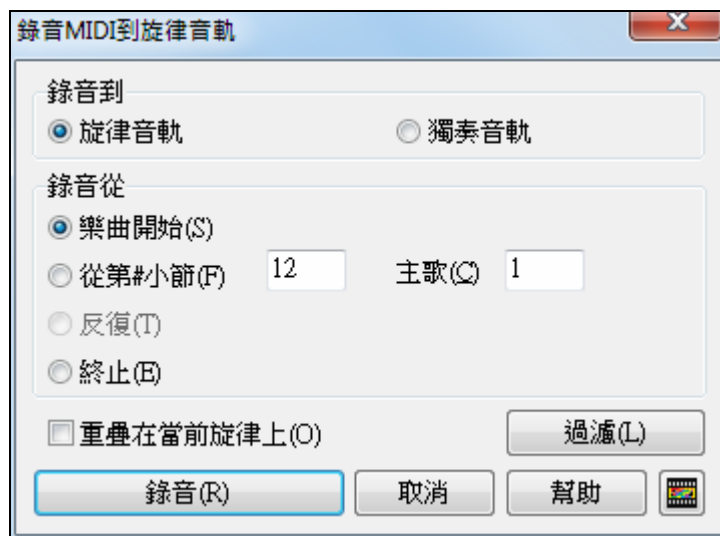 錄音MIDI到旋律音軌
錄音到
旋律音軌 獨奏音軌
錄音從
樂曲開始(S)
從第#小節(F) 12 主歌(C) 1
反復(T)
終止(E)
重疊在當前旋律上(O) 過濾(L)
錄音(R) 取消 幫助